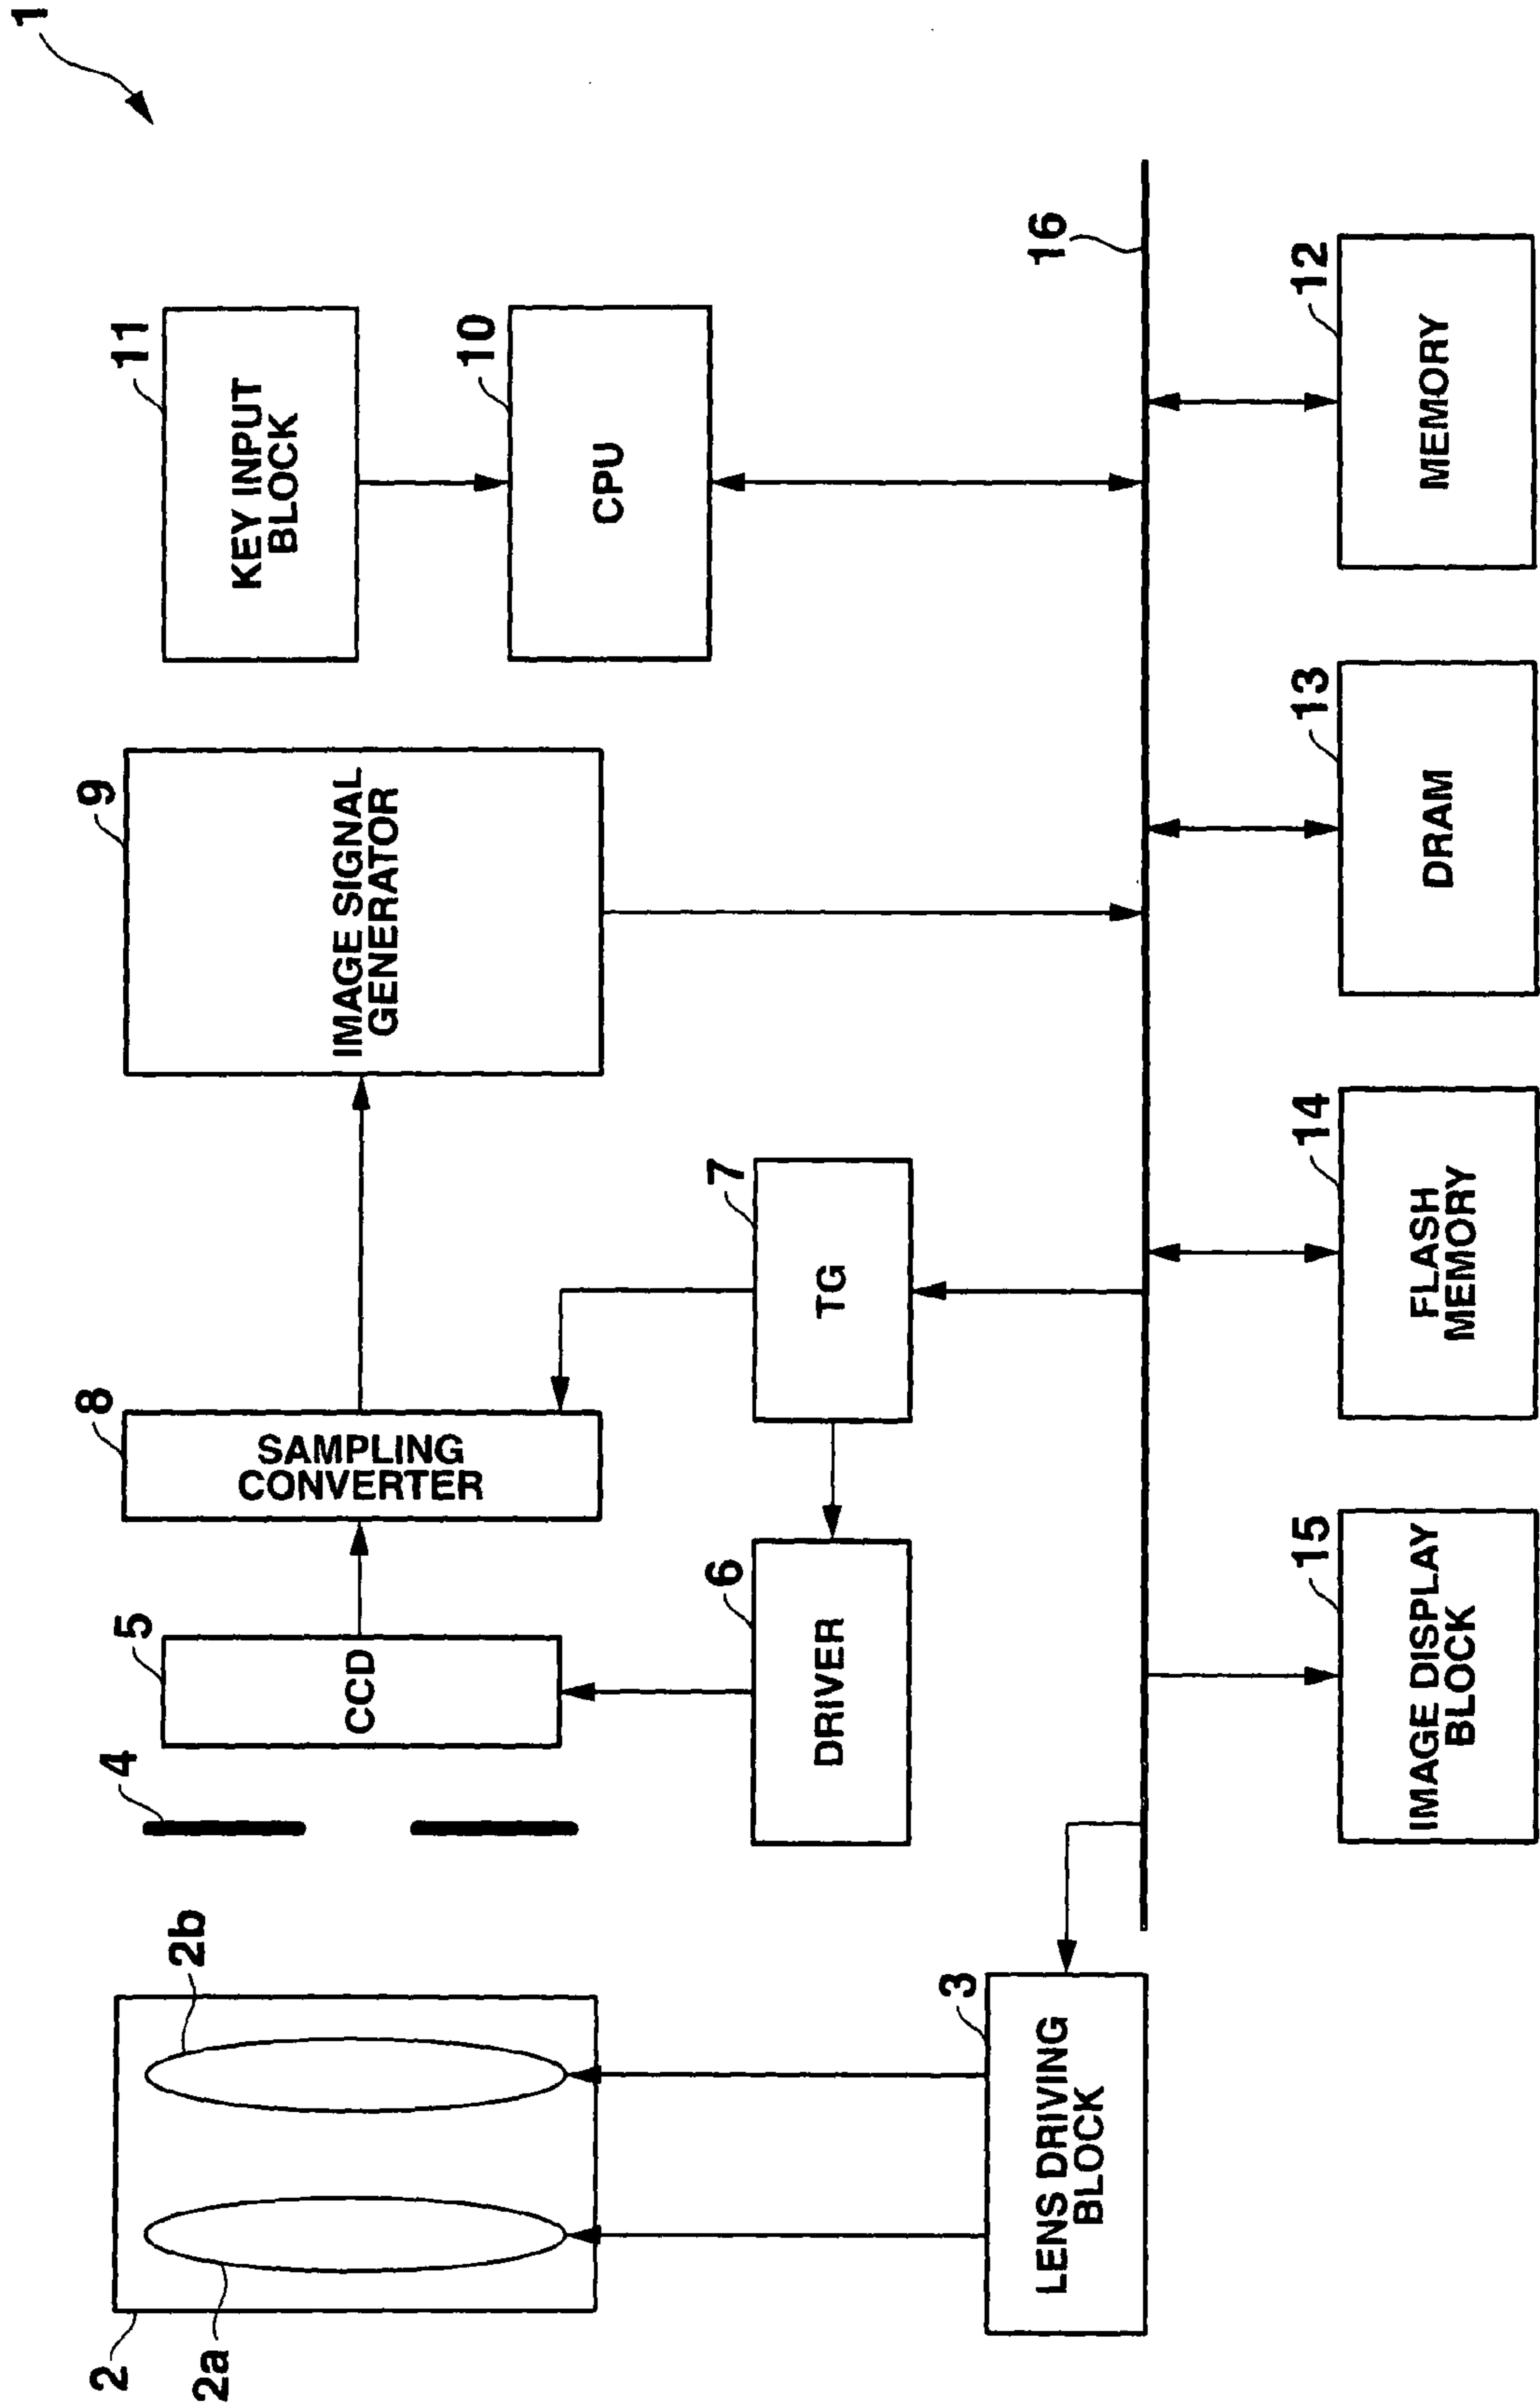 1
11
KEY INPUT
BLOCK
10
CPU
9
IMAGE SIGNAL
GENERATOR
8
SAMPLING
CONVERTER
7
TG
5
CCD
6
DRIVER
4
2
2a
2b
3
LENS DRIVING
BLOCK
16
15
IMAGE DISPLAY
BLOCK
14
FLASH
MEMORY
13
DRAM
12
MEMORY